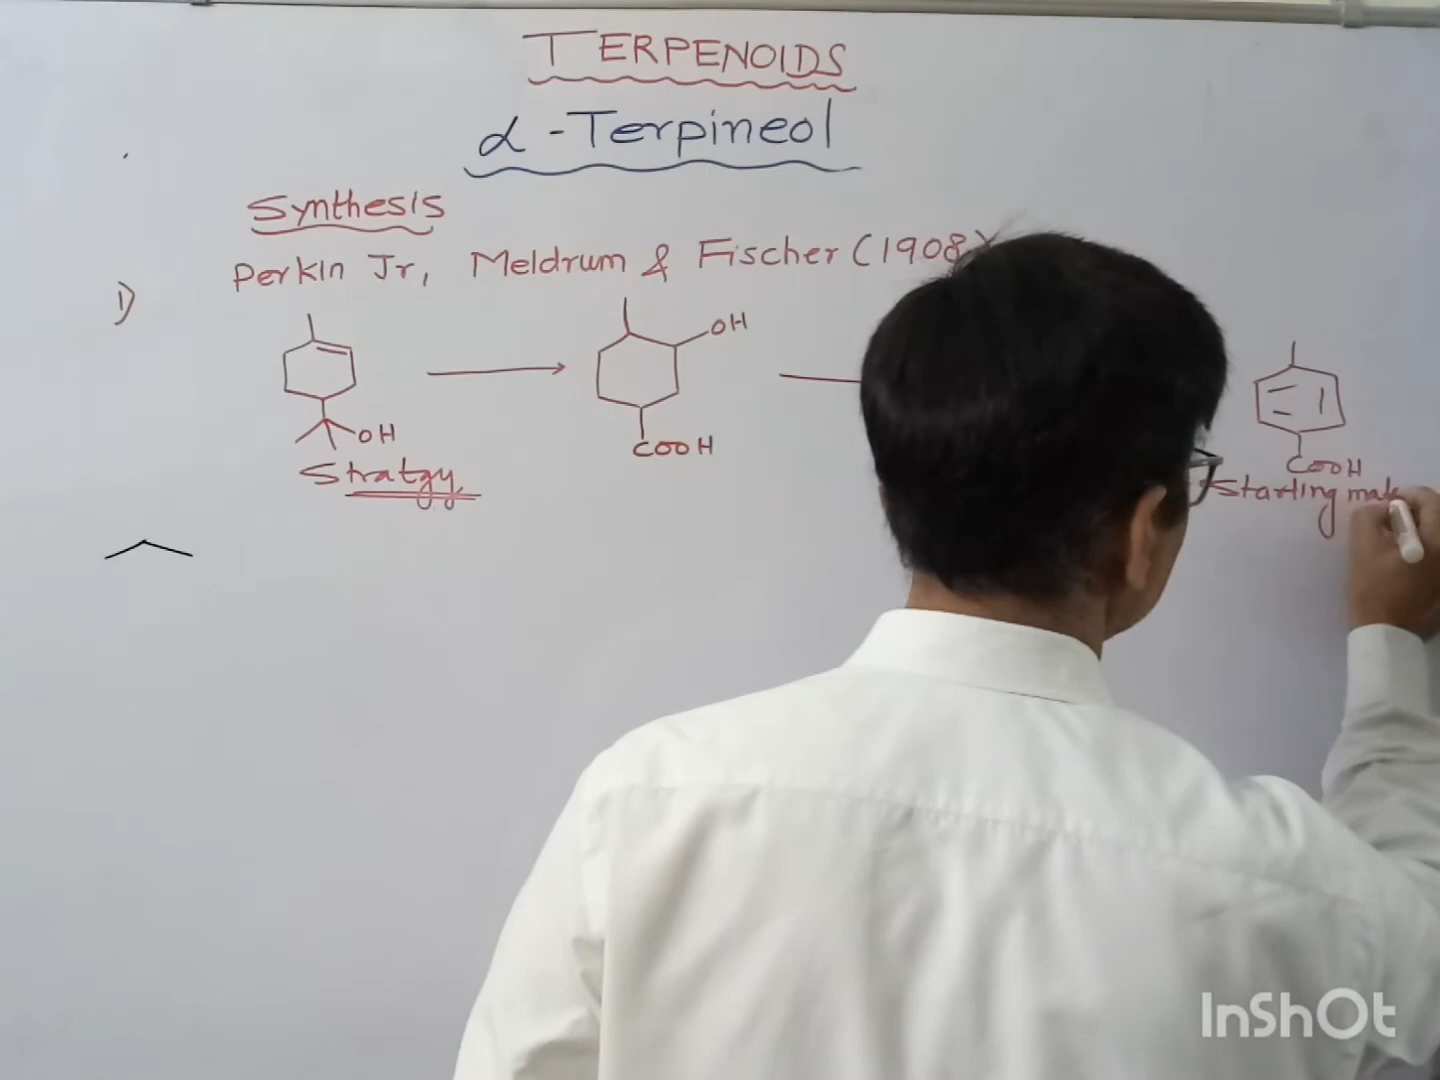 TERPENOIDS
α-Terpineol
Synthesis
1) Perkin Jr, Meldrum & Fischer (1908)
OH
COOH
OH
Stratgy
COOH
Starting
InShOt